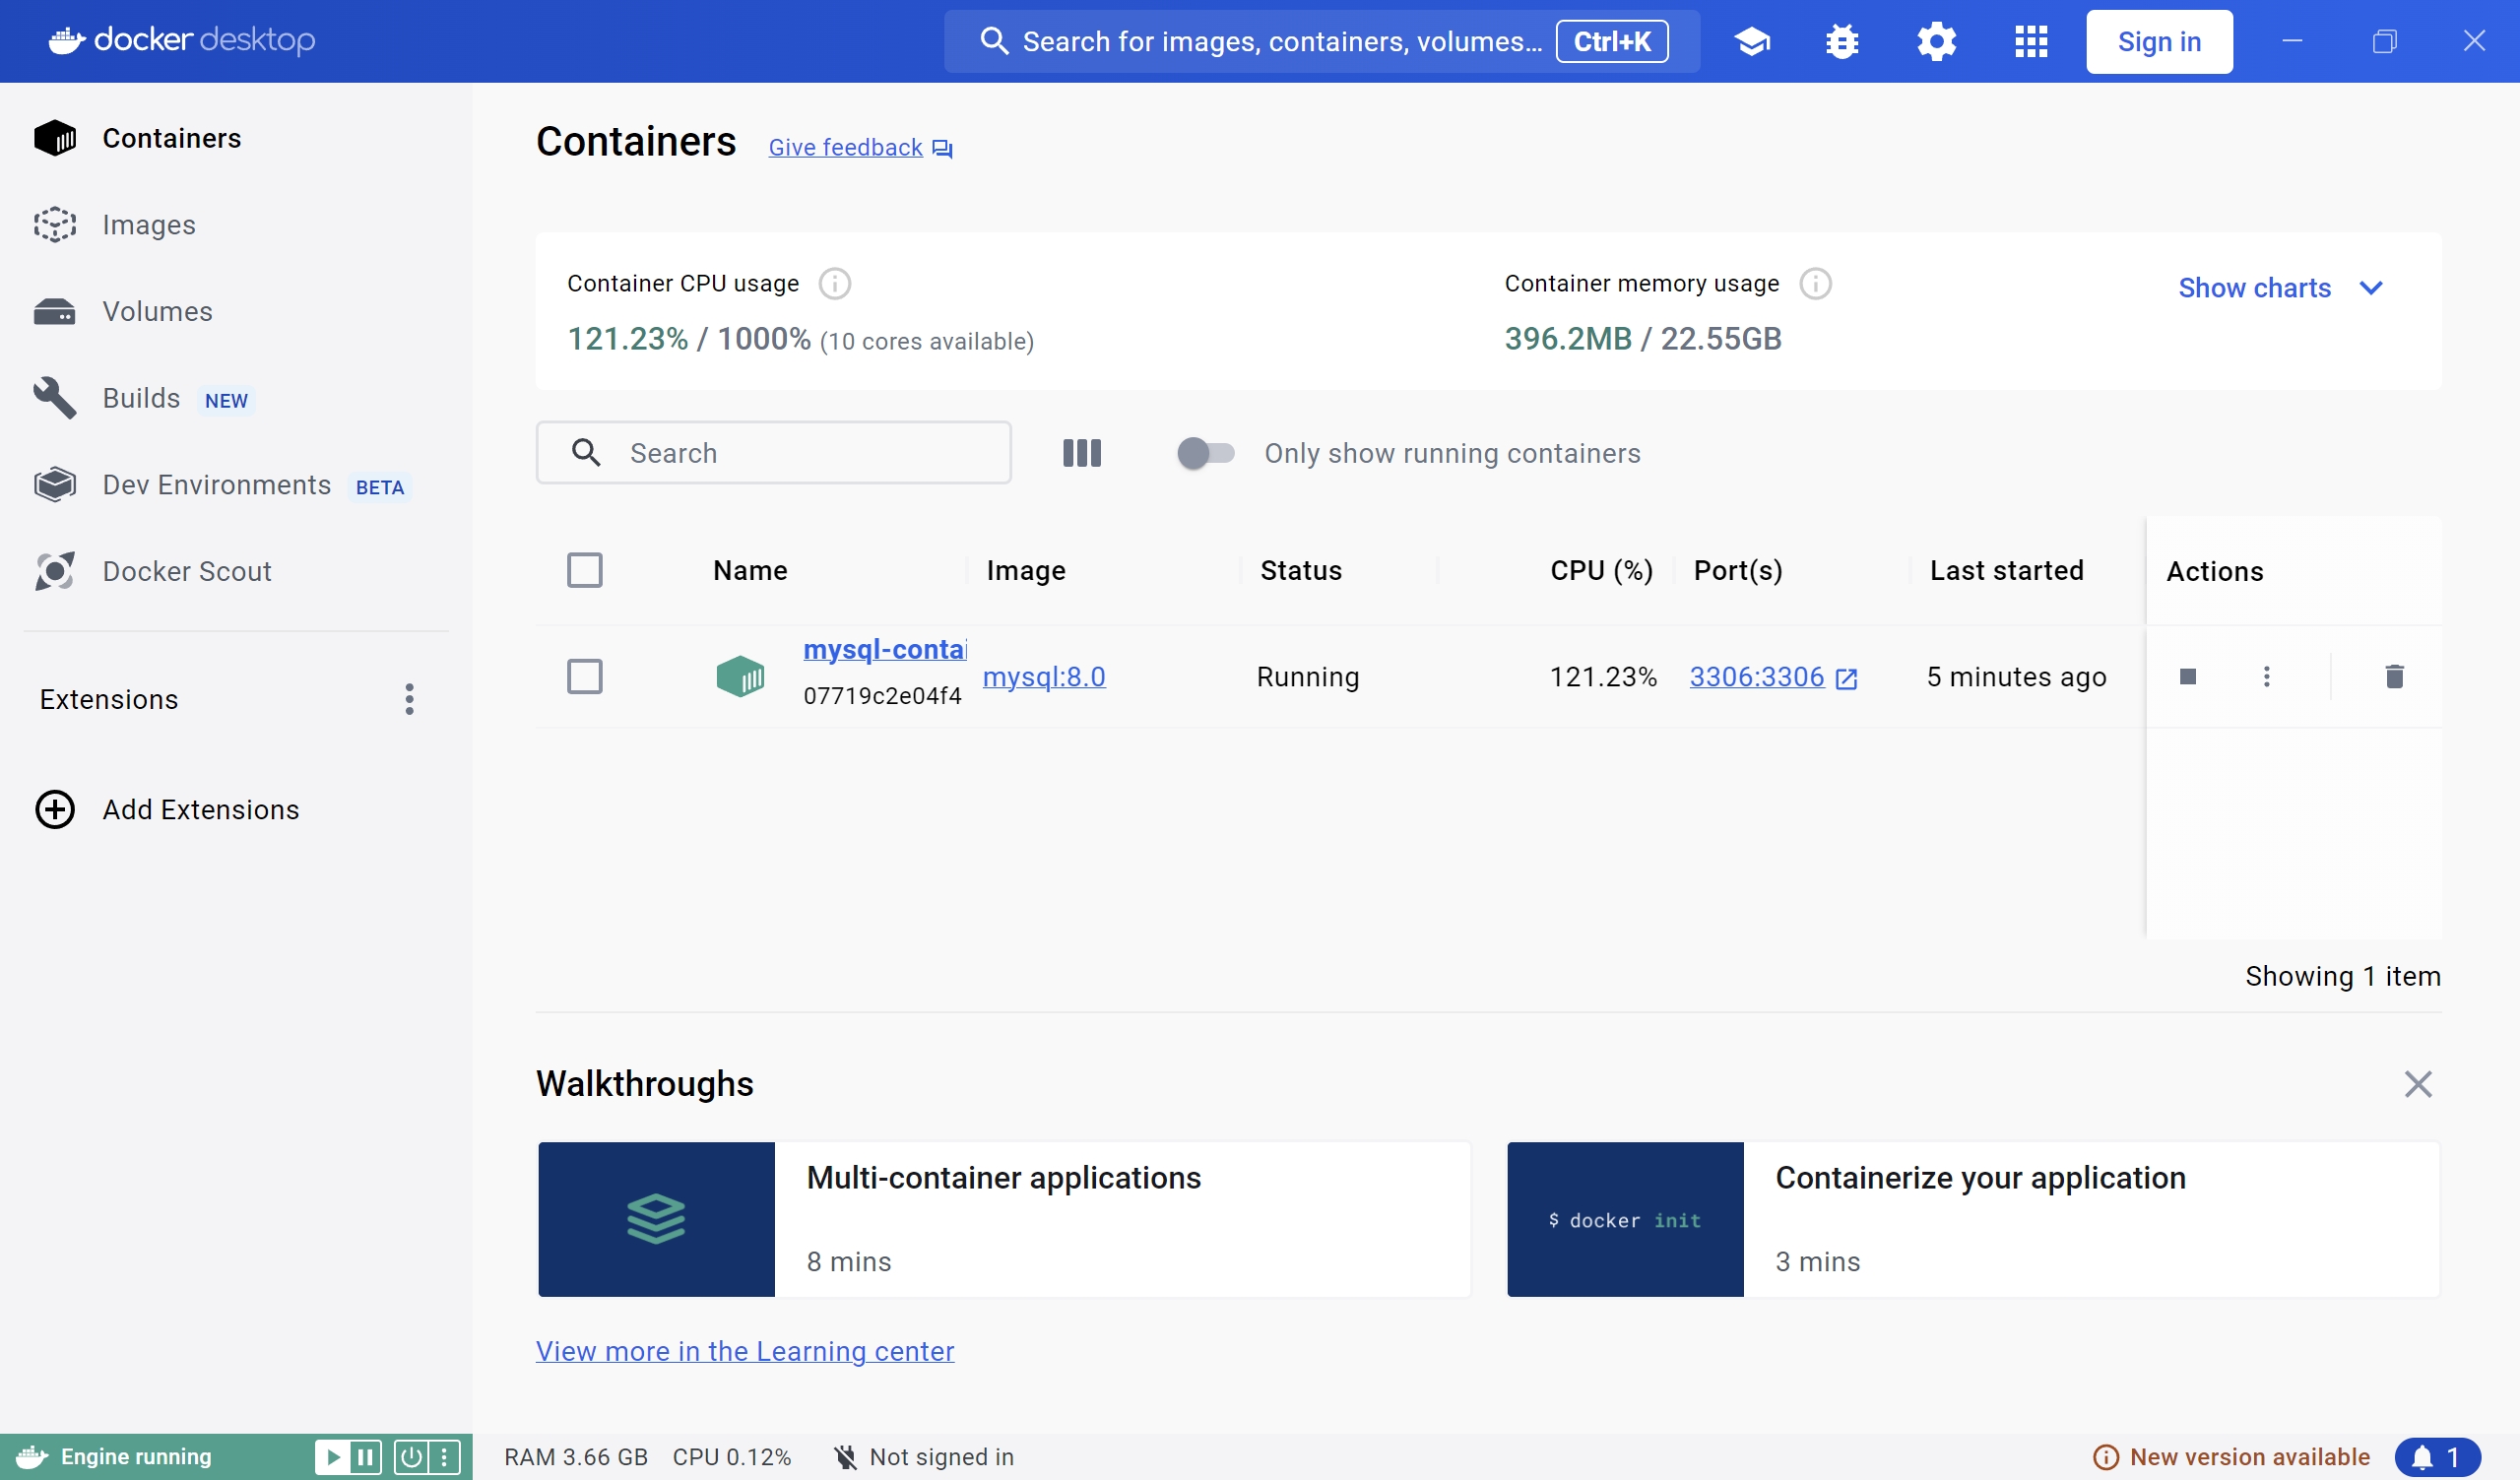 docker desktop
Search for images, containers, volumes... Ctrl+K
Sign in
Containers
Images
Volumes
Builds NEW
Dev Environments BETA
Docker Scout
Extensions
Add Extensions
Containers Give feedback
Container CPU usage
121.23% / 1000% (10 cores available)
Container memory usage
396.2MB / 22.55GB
Show charts
Search
Only show running containers
Name Image Status CPU (%) Port(s) Last started Actions
mysql-contai
07719c2e04f4
mysql:8.0 Running 121.23% 3306:3306 5 minutes ago
Showing 1 item
Walkthroughs
Multi-container applications
8 mins
$ docker init
Containerize your application
3 mins
View more in the Learning center
Engine running
RAM 3.66 GB CPU 0.12% Not signed in
New version available 1